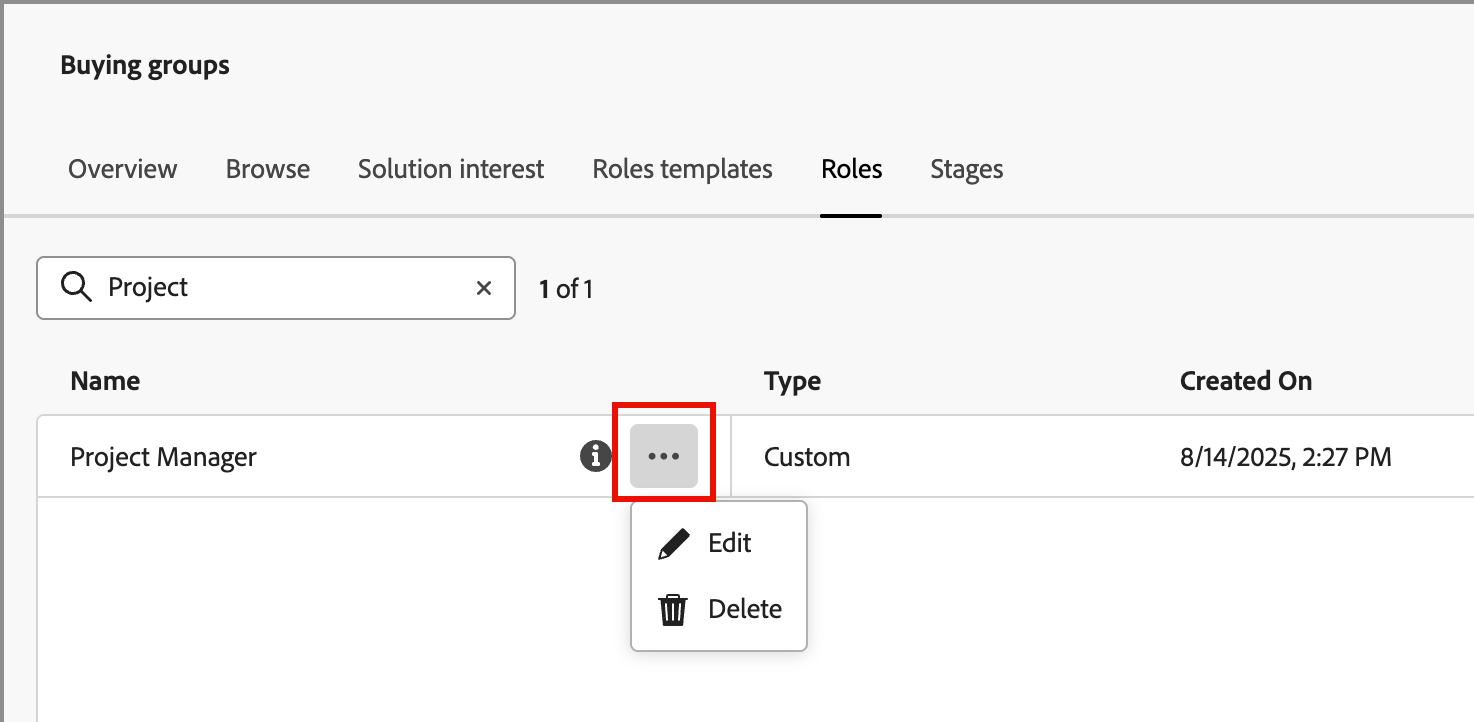 Buying groups
Overview Browse Solution interest Roles templates Roles Stages
Project 1 of 1
Name Type Created On
Project Manager Custom 8/14/2025, 2:27 PM
Edit
Delete